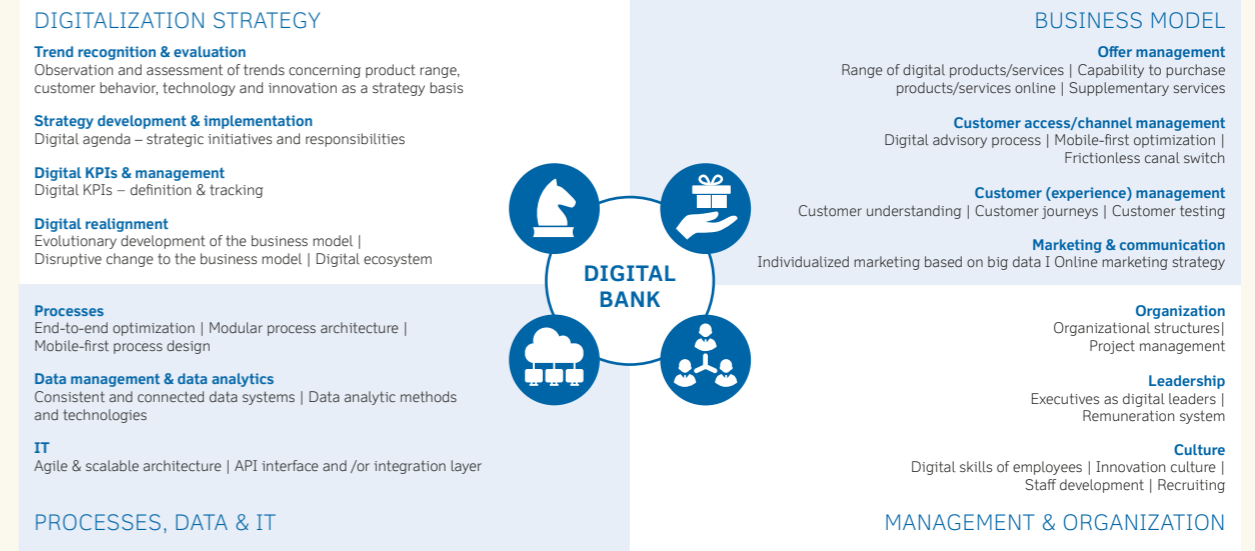 DIGITALIZATION STRATEGY
Trend recognition & evaluation
Observation and assessment of trends concerning product range,
customer behavior, technology and innovation as a strategy basis
Strategy development & implementation
Digital agenda – strategic initiatives and responsibilities
Digital KPIs & management
Digital KPIs – definition & tracking
Digital realignment
Evolutionary development of the business model |
Disruptive change to the business model | Digital ecosystem
BUSINESS MODEL
Offer management
Range of digital products/services | Capability to purchase
products/services online | Supplementary services
Customer access/channel management
Digital advisory process | Mobile-first optimization |
Frictionless canal switch
Customer (experience) management
Customer understanding | Customer journeys | Customer testing
Marketing & communication
Individualized marketing based on big data I Online marketing strategy
DIGITAL
BANK
Processes
End-to-end optimization | Modular process architecture |
Mobile-first process design
Data management & data analytics
Consistent and connected data systems | Data analytic methods
and technologies
IT
Agile & scalable architecture | API interface and /or integration layer
PROCESSES, DATA & IT
Organization
Organizational structures|
Project management
Leadership
Executives as digital leaders |
Remuneration system
Culture
Digital skills of employees | Innovation culture |
Staff development | Recruiting
MANAGEMENT & ORGANIZATION